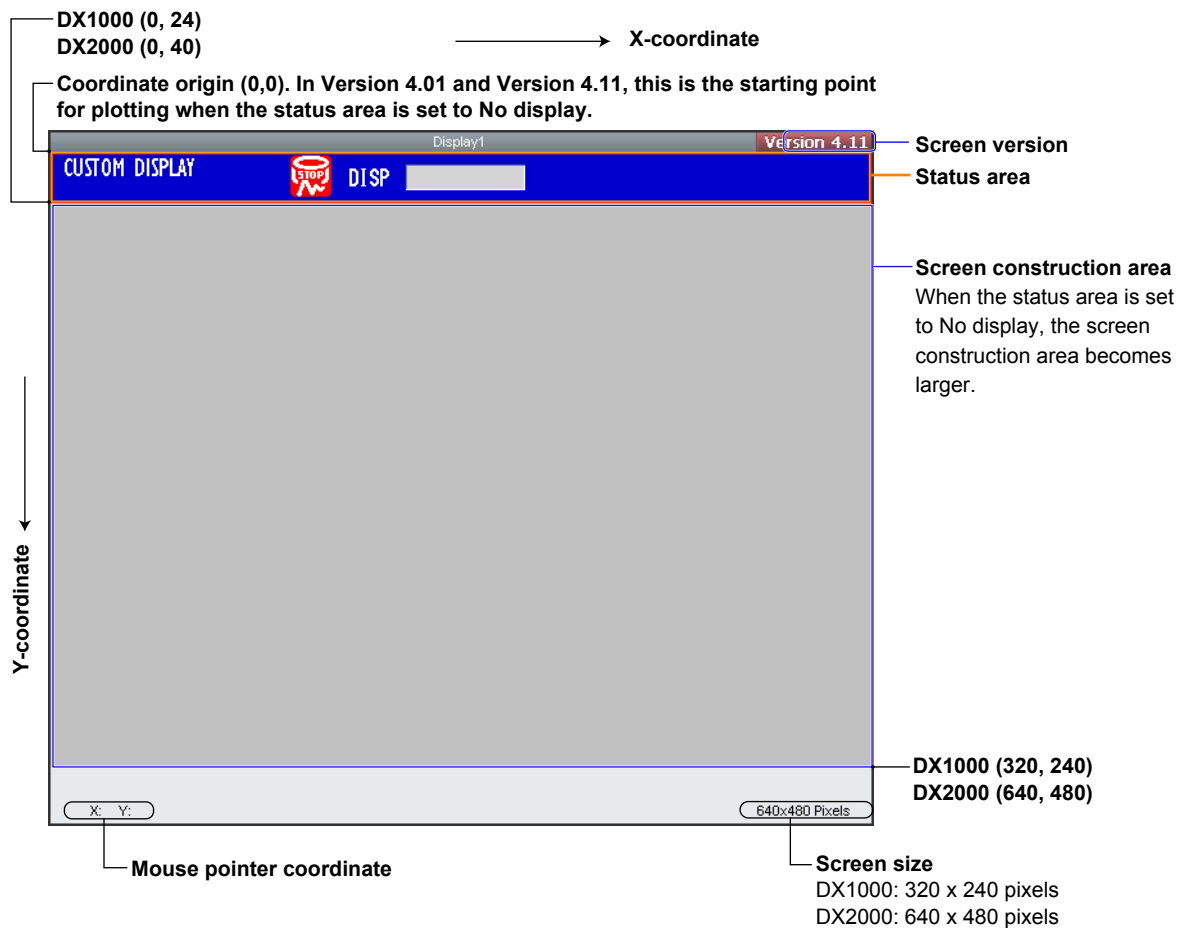 DX1000 (0, 24)
DX2000 (0, 40)
X-coordinate
Coordinate origin (0,0). In Version 4.01 and Version 4.11, this is the starting point
for plotting when the status area is set to No display.
Display1
Version 4.11
Screen version
CUSTOM DISPLAY
STOP
DISP
Status area
Screen construction area
When the status area is set
to No display, the screen
construction area becomes
larger.
Y-coordinate
DX1000 (320, 240)
DX2000 (640, 480)
X: Y:
640x480 Pixels
Mouse pointer coordinate
Screen size
DX1000: 320 x 240 pixels
DX2000: 640 x 480 pixels